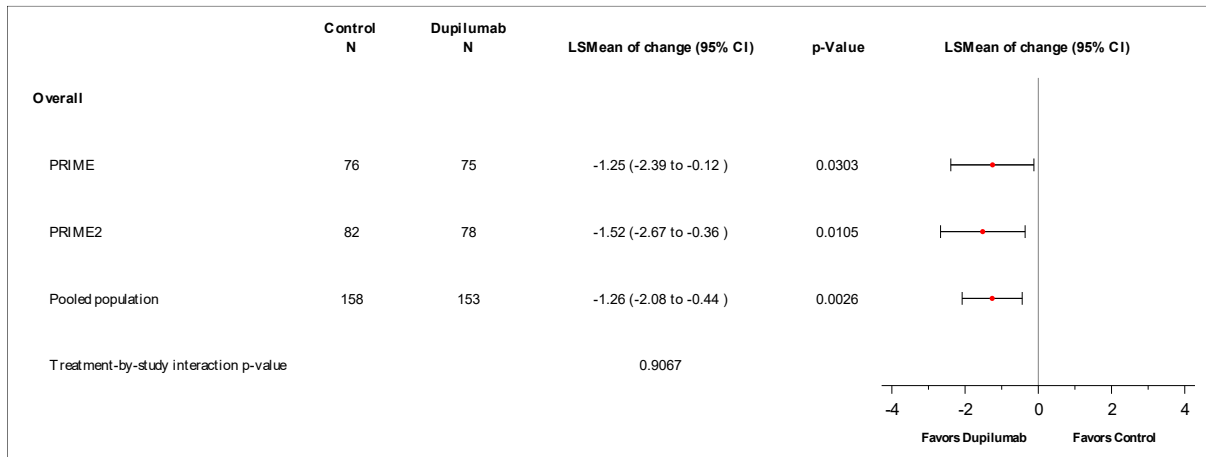 Control Dupilumab
N N LSMean of change (95% CI) p-Value LSMean of change (95% CI)
Overall
PRIME 76 75 -1.25 (-2.39 to -0.12 ) 0.0303
PRIME2 82 78 -1.52 (-2.67 to -0.36 ) 0.0105
Pooled population 158 153 -1.26 (-2.08 to -0.44 ) 0.0026
Treatment-by-study interaction p-value 0.9067
-4 -2 0 2 4
Favors Dupilumab Favors Control